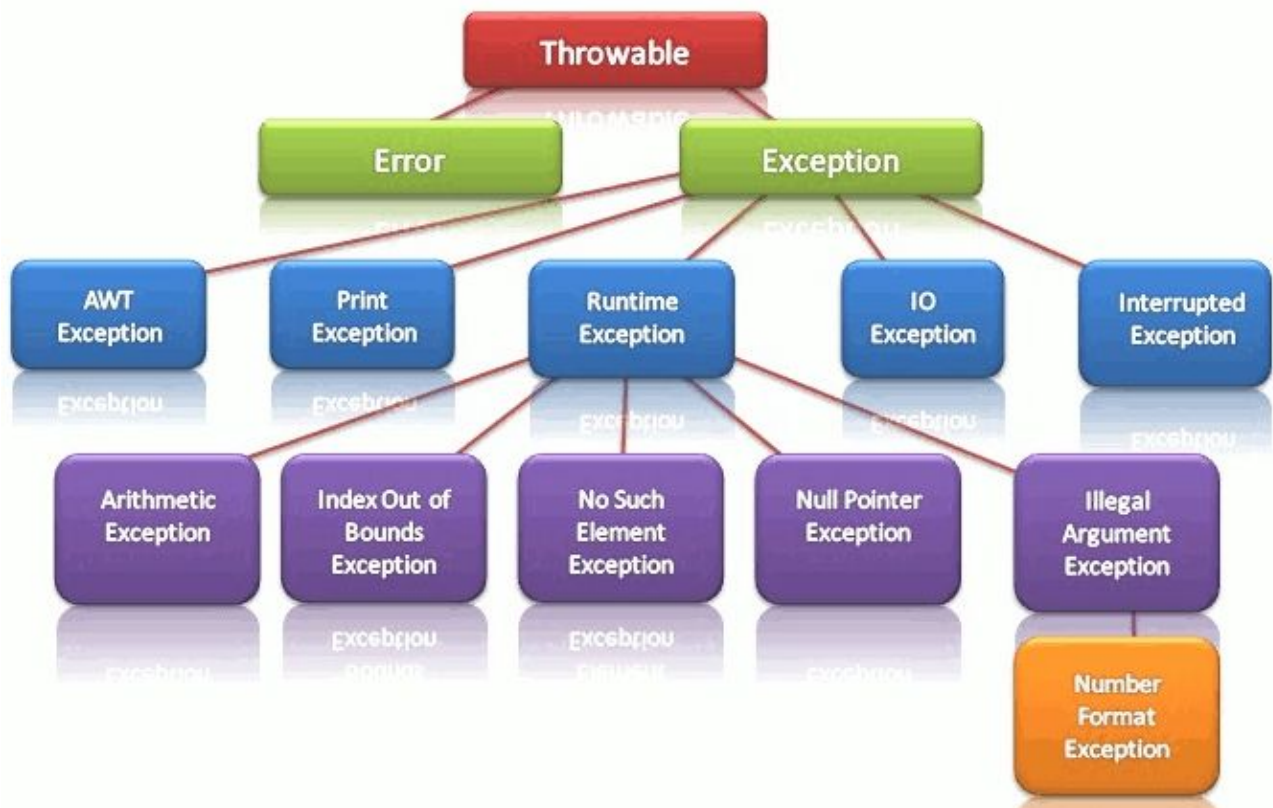 Throwable
Error
Exception
AWT
Exception
Print
Exception
Runtime
Exception
IO
Exception
Interrupted
Exception
Arithmetic
Exception
Index Out of
Bounds
Exception
No Such
Element
Exception
Null Pointer
Exception
Illegal
Argument
Exception
Number
Format
Exception